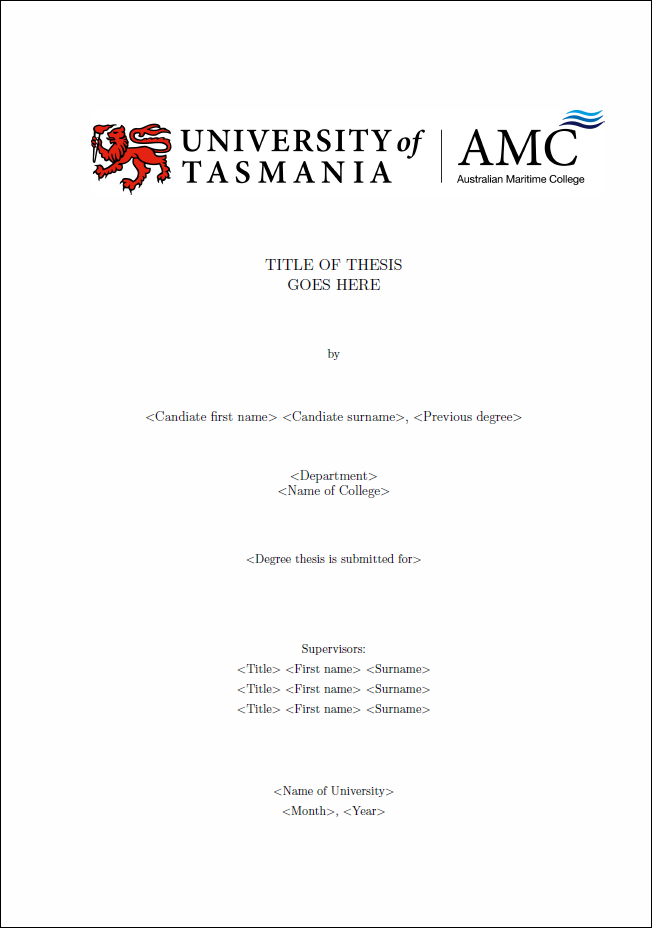 UNIVERSITY of
TASMANIA
AMC
Australian Maritime College
TITLE OF THESIS
GOES HERE
by
<Candiate first name> <Candiate surname>, <Previous degree>
<Department>
<Name of College>
<Degree thesis is submitted for>
Supervisors:
<Title> <First name> <Surname>
<Title> <First name> <Surname>
<Title> <First name> <Surname>
<Name of University>
<Month>, <Year>